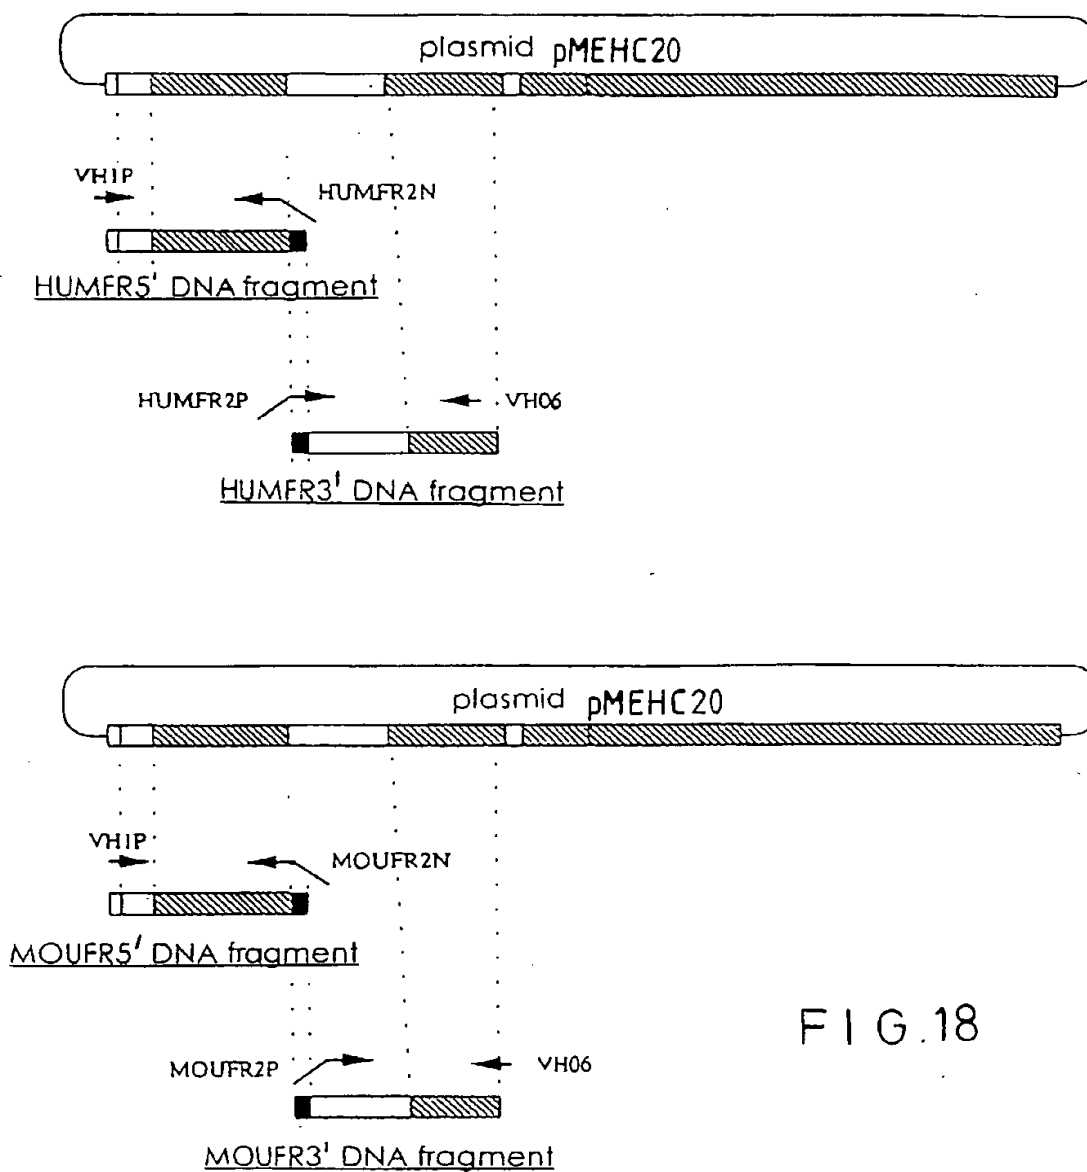 plasmid pMEHC20
VH1P
HUMFR2N
HUMFR5' DNA fragment
HUMFR2P
VH06
HUMFR3' DNA fragment
plasmid pMEHC20
VH1P
MOUFR2N
MOUFR5' DNA fragment
FIG.18
MOUFR2P
VH06
MOUFR3' DNA fragment